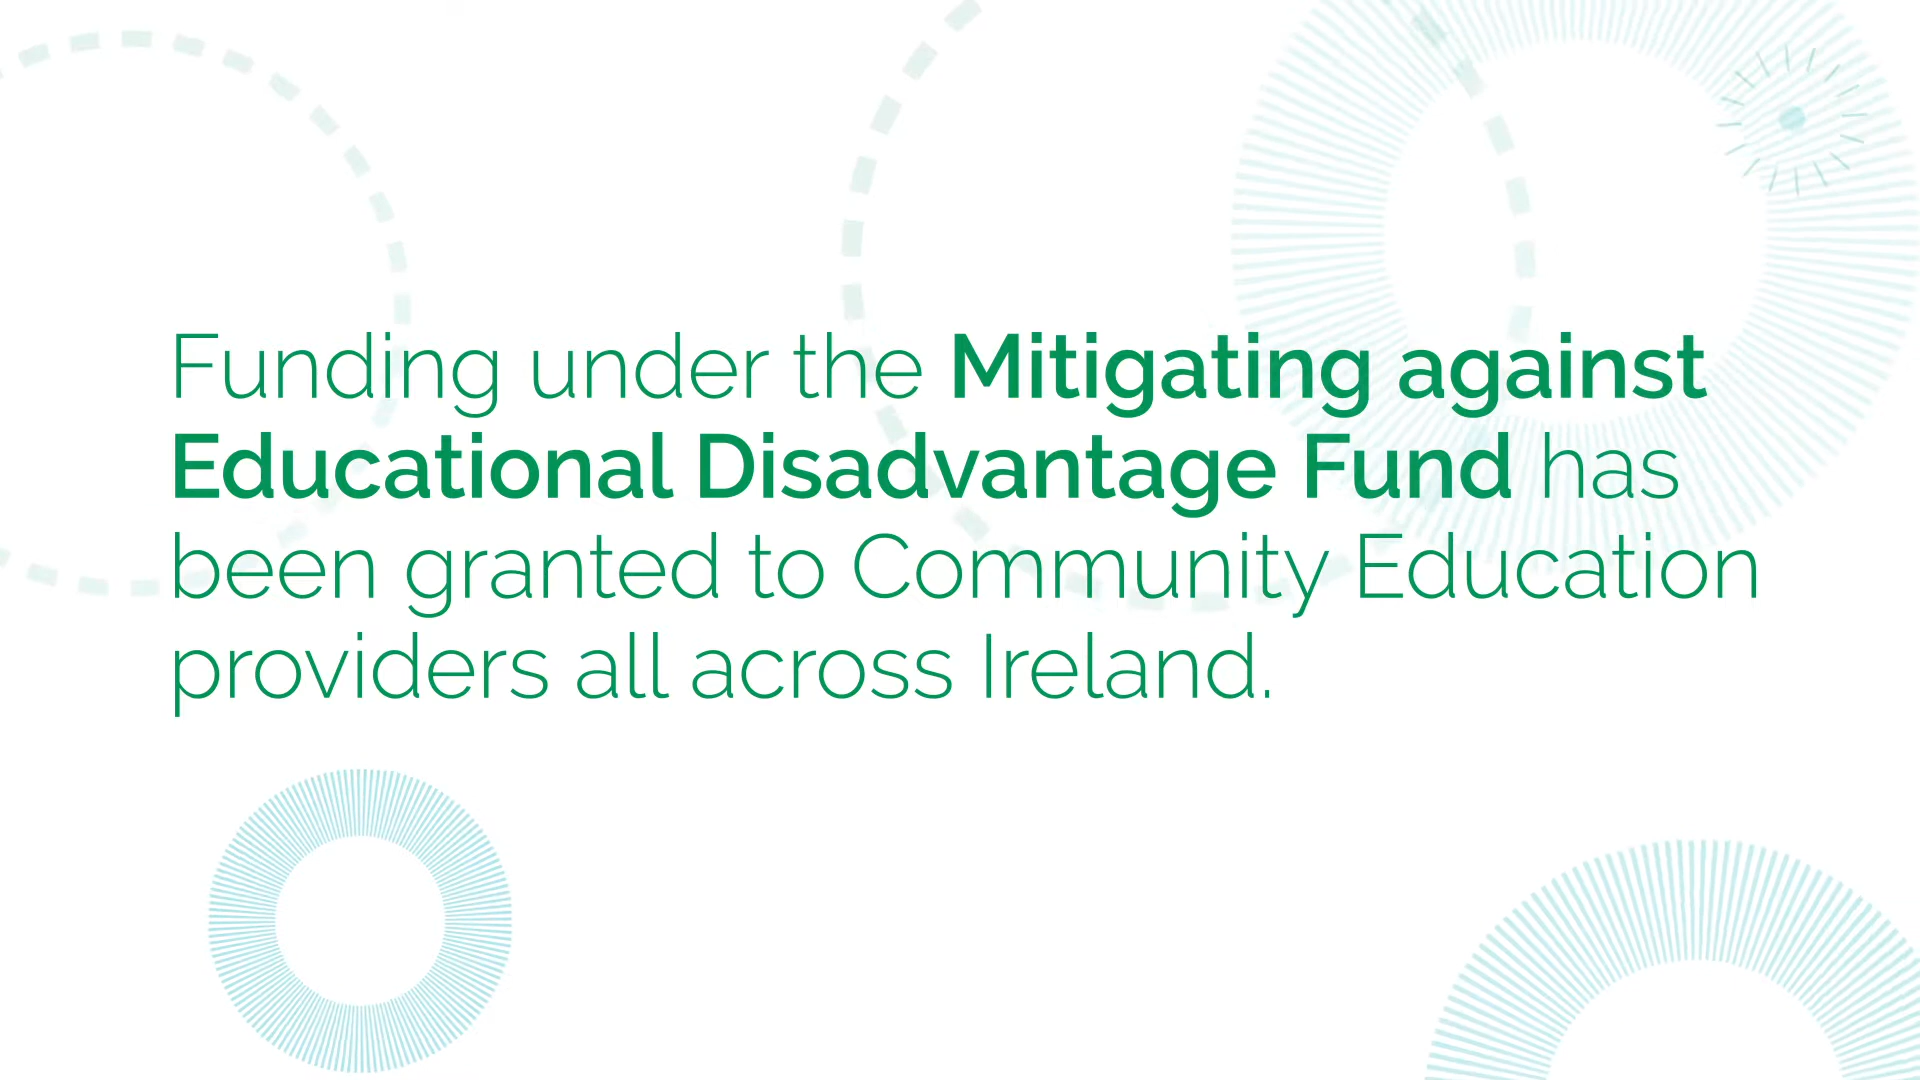 Funding under the Mitigating against
Educational Disadvantage Fund has
been granted to Community Education
providers all across Ireland.